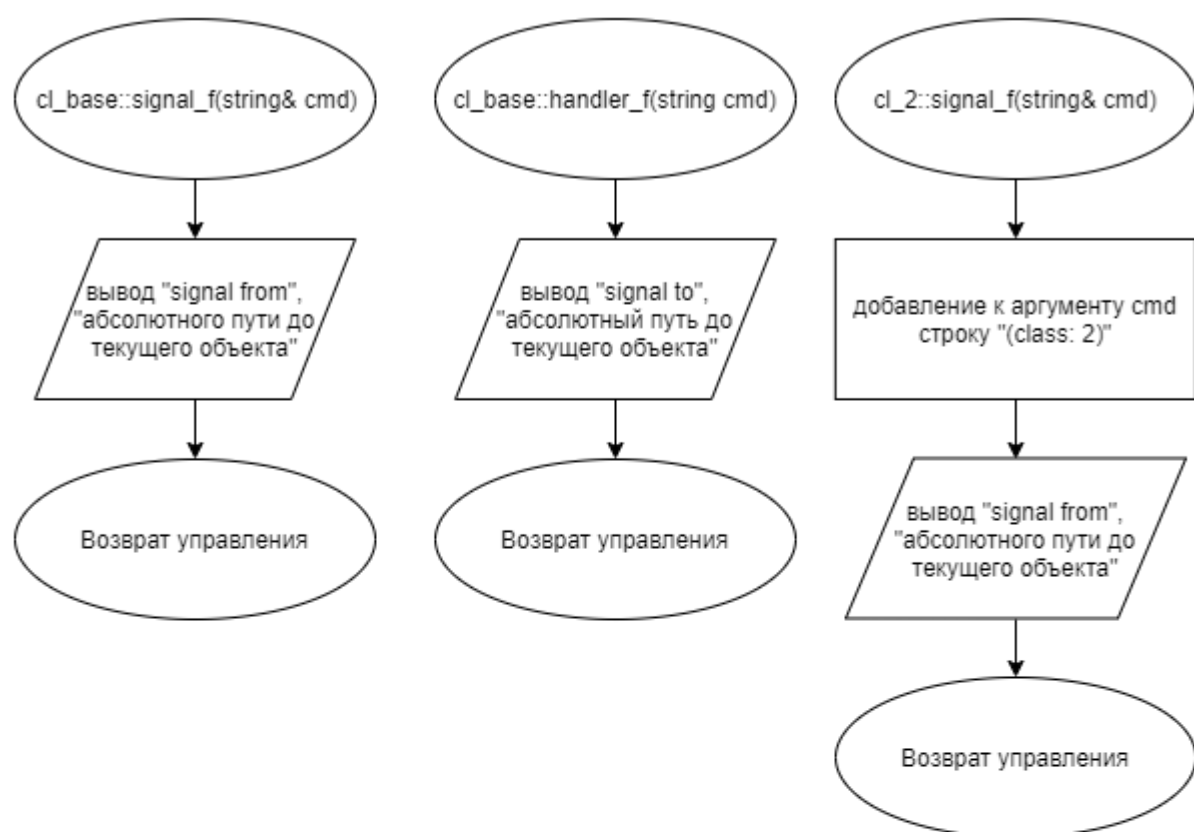 cl_base::signal_f(string& cmd)
вывод "signal from",
"абсолютного пути до
текущего объекта"
Возврат управления
cl_base::handler_f(string cmd)
вывод "signal to",
"абсолютный путь до
текущего объекта"
Возврат управления
cl_2::signal_f(string& cmd)
добавление к аргументу cmd
строку "(class: 2)"
вывод "signal from",
"абсолютного пути до
текущего объекта"
Возврат управления